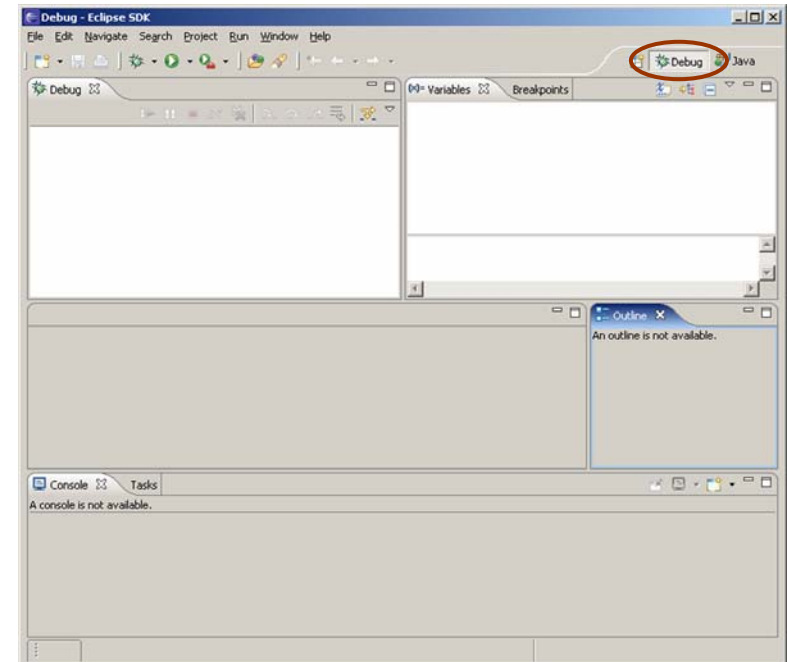 Debug - Eclipse SDK
File Edit Navigate Search Project Run Window Help
Debug Java
Debug
(x)= Variables Breakpoints
Outline
An outline is not available.
Console Tasks
A console is not available.